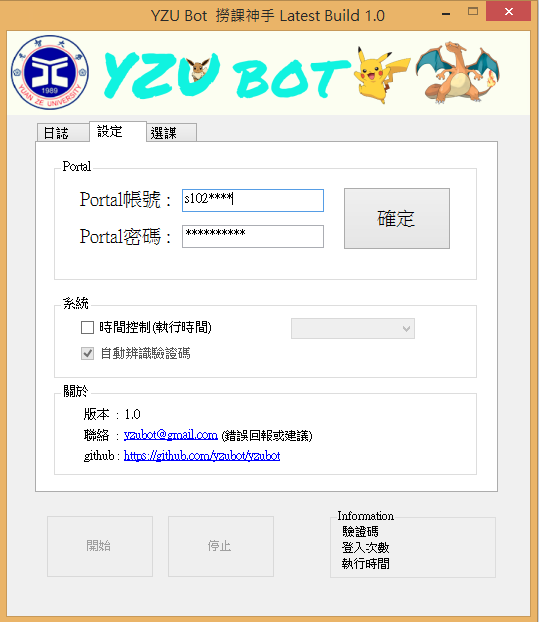 YZU Bot 撈課神手 Latest Build 1.0
元智大學
YUAN ZE UNIVERSITY
1989
YZU BOT
日誌 設定 選課
Portal
Portal帳號： s102****
Portal密碼： **********
確定
系統
時間控制(執行時間)
自動辨識驗證碼
關於
版本：1.0
聯絡：yzubot@gmail.com (錯誤回報或建議)
github : https://github.com/yzubot/yzubot
開始 停止
Information
驗證碼
登入次數
執行時間